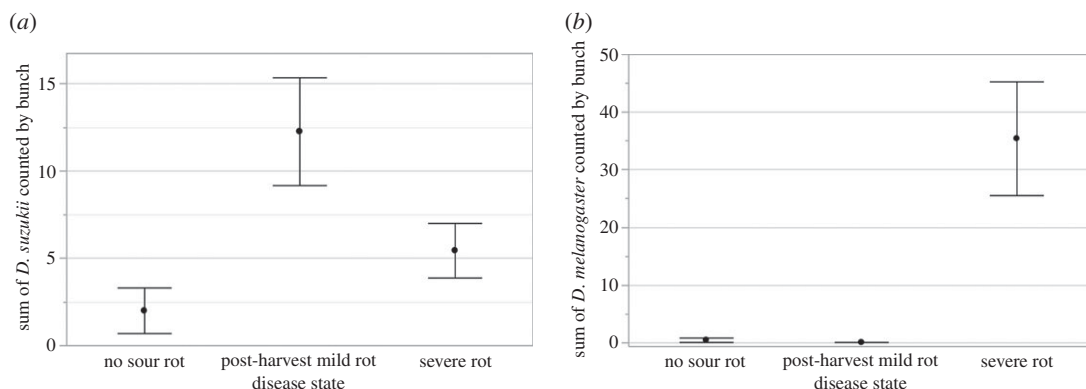 (a)
sum of D. suzukii counted by bunch
15
10
5
0
no sour rot
post-harvest mild rot
severe rot
disease state
(b)
sum of D. melanogaster counted by bunch
50
40
30
20
10
0
no sour rot
post-harvest mild rot
severe rot
disease state